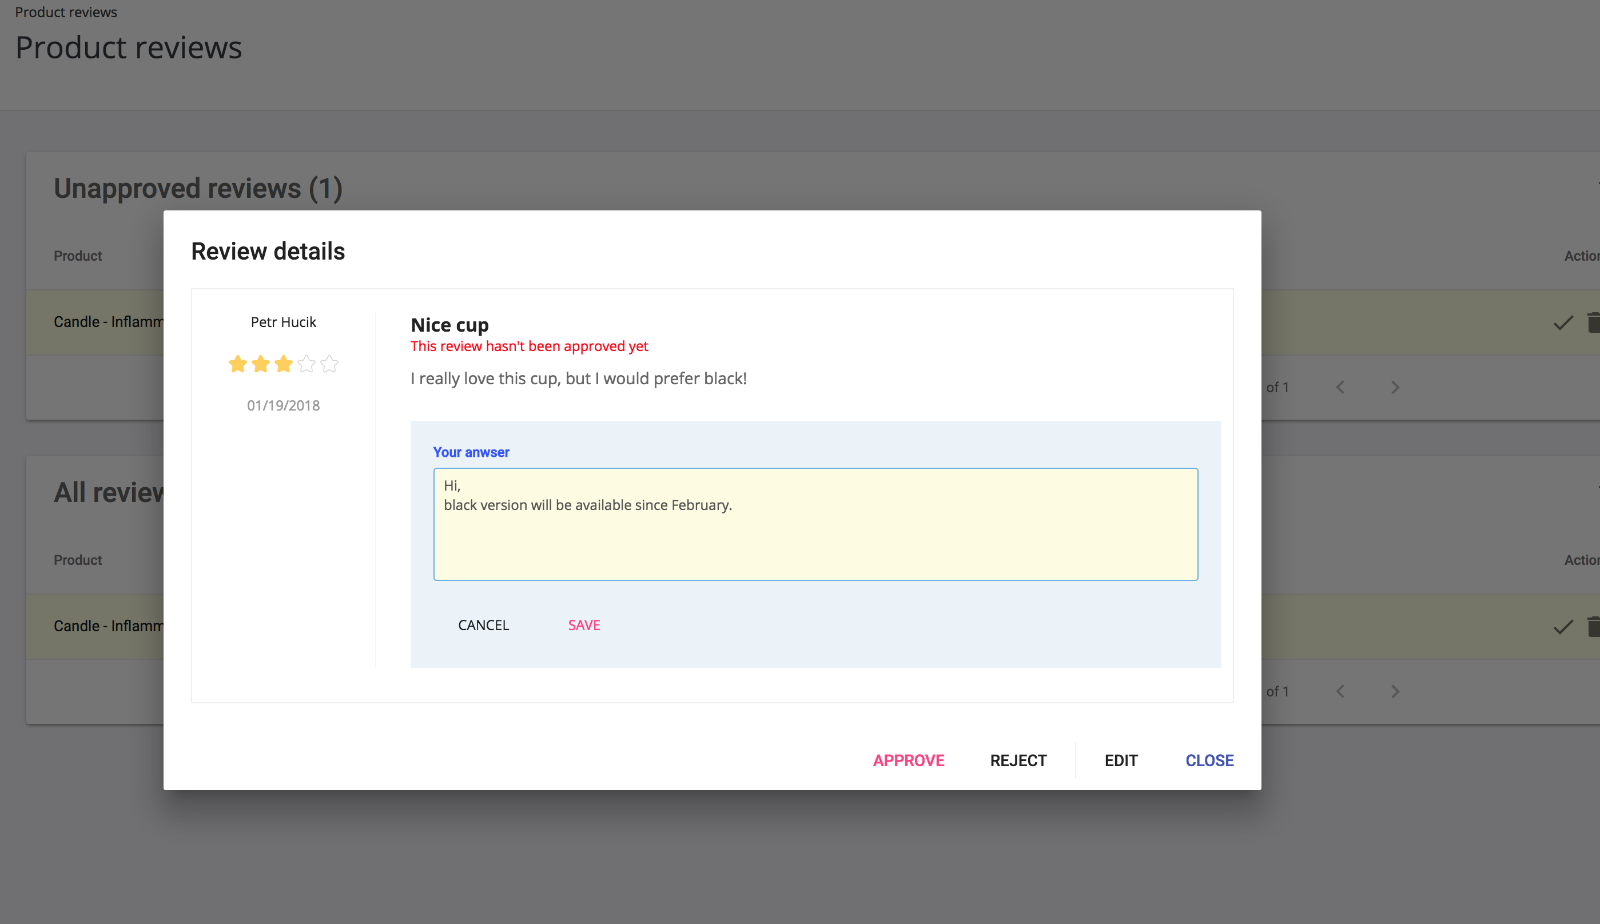 Product reviews
Product reviews
Unapproved reviews (1)
Product
Candle - Inflamm
of 1
All review
Product
Candle - Inflamm
of 1
Review details
Petr Hucik
01/19/2018
Nice cup
This review hasn't been approved yet
I really love this cup, but I would prefer black!
Your anwser
Hi,
black version will be available since February.
CANCEL SAVE
APPROVE REJECT EDIT CLOSE